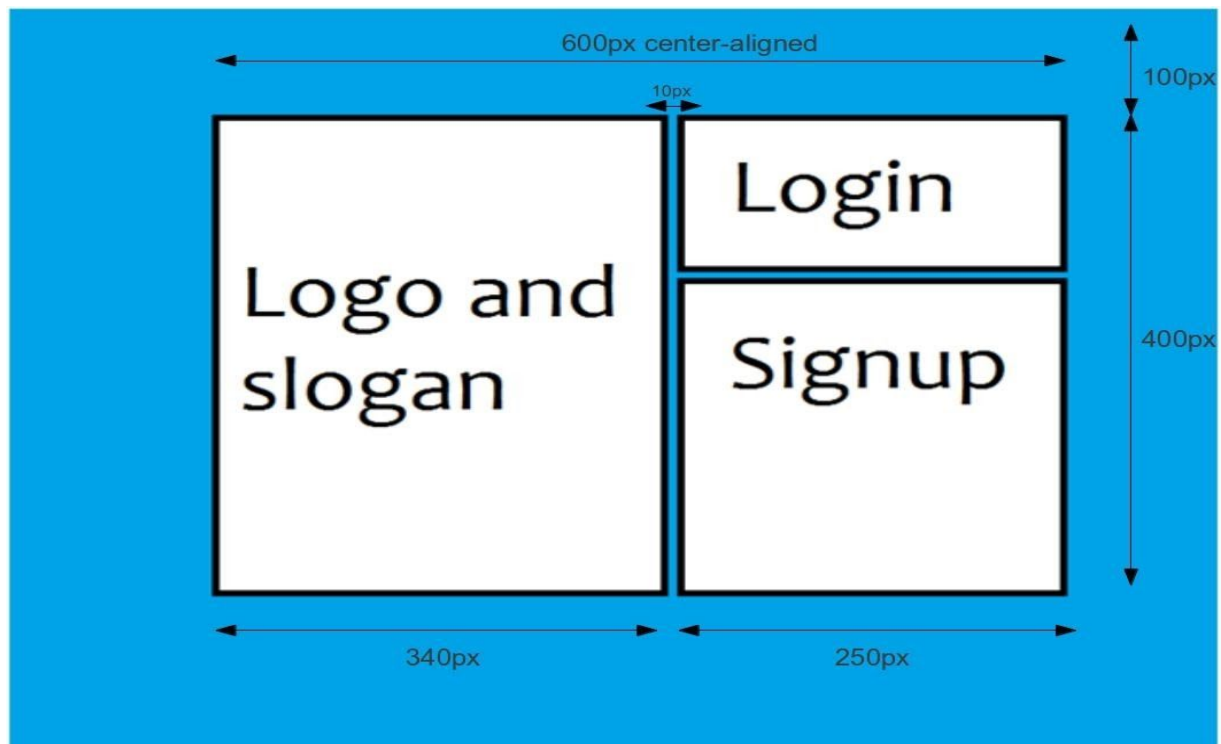 600px center-aligned
100px
10px
Login
Logo and
slogan
Signup
400px
340px
250px